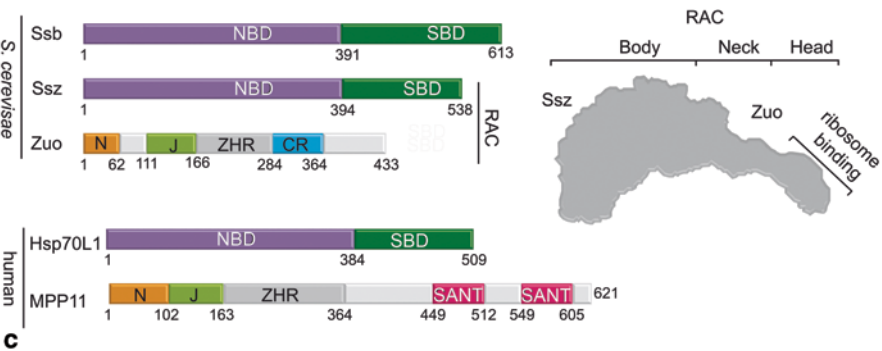 S. cerevisae
Ssb
NBD
SBD
1
391
613
Ssz
NBD
SBD
1
394
538
Zuo
N
J
ZHR
CR
1
62
111
166
284
364
433
SBD
SBD
RAC
human
Hsp70L1
NBD
SBD
1
384
509
MPP11
N
J
ZHR
SANT
SANT
621
1
102
163
364
449
512
549
605
c
RAC
Body
Neck
Head
Ssz
Zuo
ribosome
binding